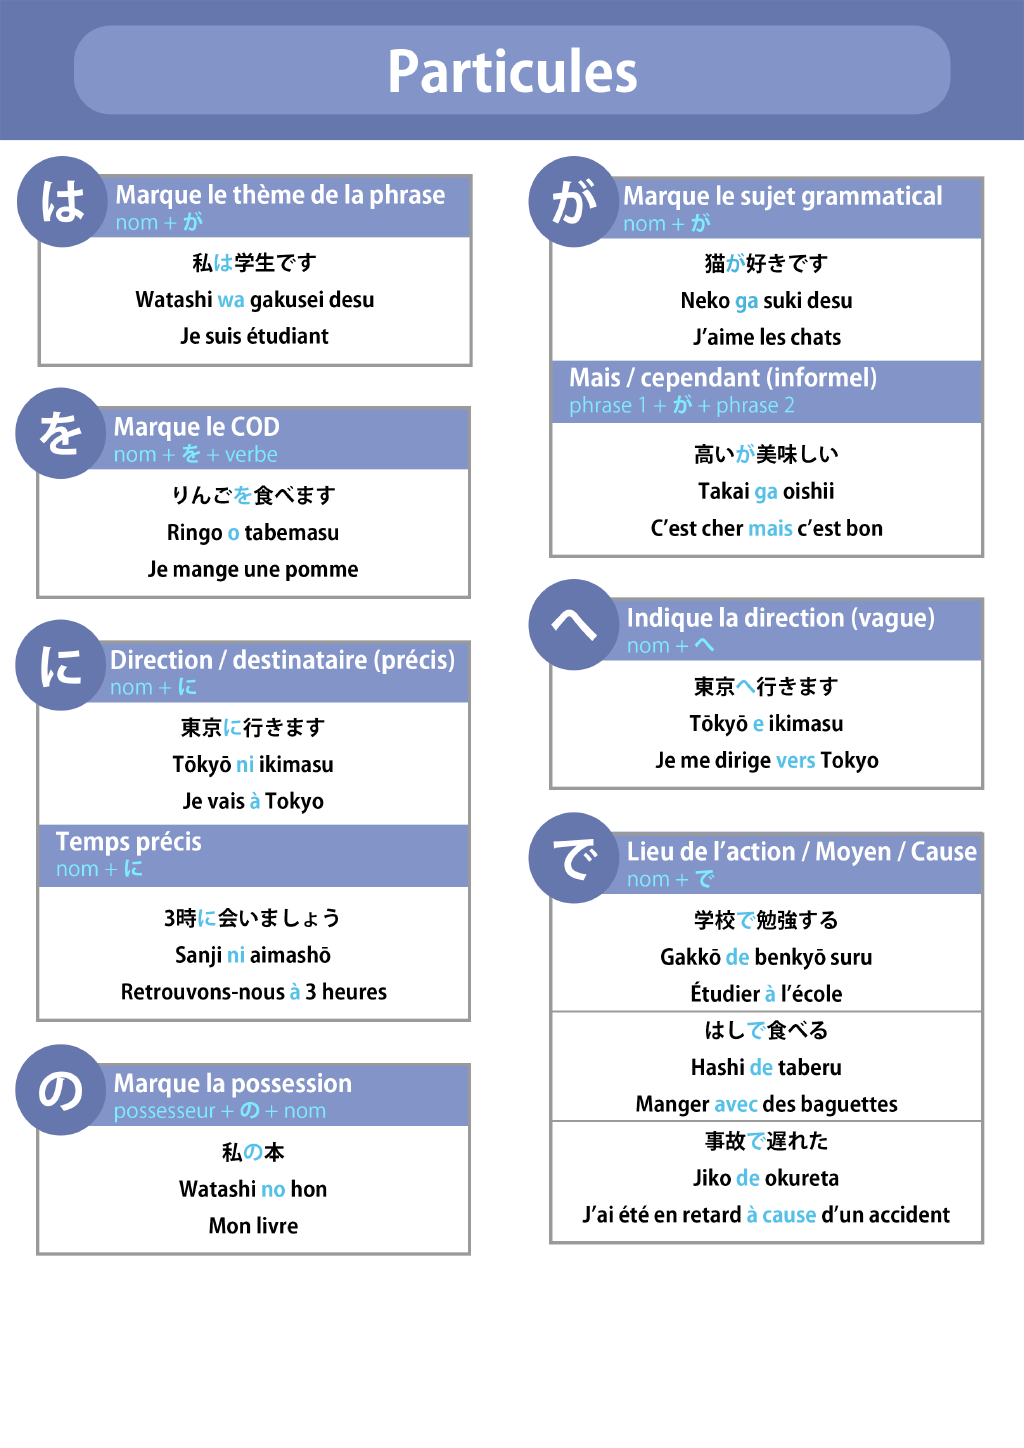 Particules
は
Marque le thème de la phrase
nom + が
私は学生です
Watashi wa gakusei desu
Je suis étudiant
を
Marque le COD
nom + を + verbe
りんごを食べます
Ringo o tabemasu
Je mange une pomme
に
Direction / destinataire (précis)
nom + に
東京に行きます
Tōkyō ni ikimasu
Je vais à Tokyo
Temps précis
nom + に
3時に会いましょう
Sanji ni aimashō
Retrouvons-nous à 3 heures
の
Marque la possession
possesseur + の + nom
私の本
Watashi no hon
Mon livre
が
Marque le sujet grammatical
nom + が
猫が好きです
Neko ga suki desu
J’aime les chats
Mais / cependant (informel)
phrase 1 + が + phrase 2
高いが美味しい
Takai ga oishii
C’est cher mais c’est bon
へ
Indique la direction (vague)
nom + へ
東京へ行きます
Tōkyō e ikimasu
Je me dirige vers Tokyo
で
Lieu de l’action / Moyen / Cause
nom + で
学校で勉強する
Gakkō de benkyō suru
Étudier à l’école
はしで食べる
Hashi de taberu
Manger avec des baguettes
事故で遅れた
Jiko de okureta
J’ai été en retard à cause d’un accident